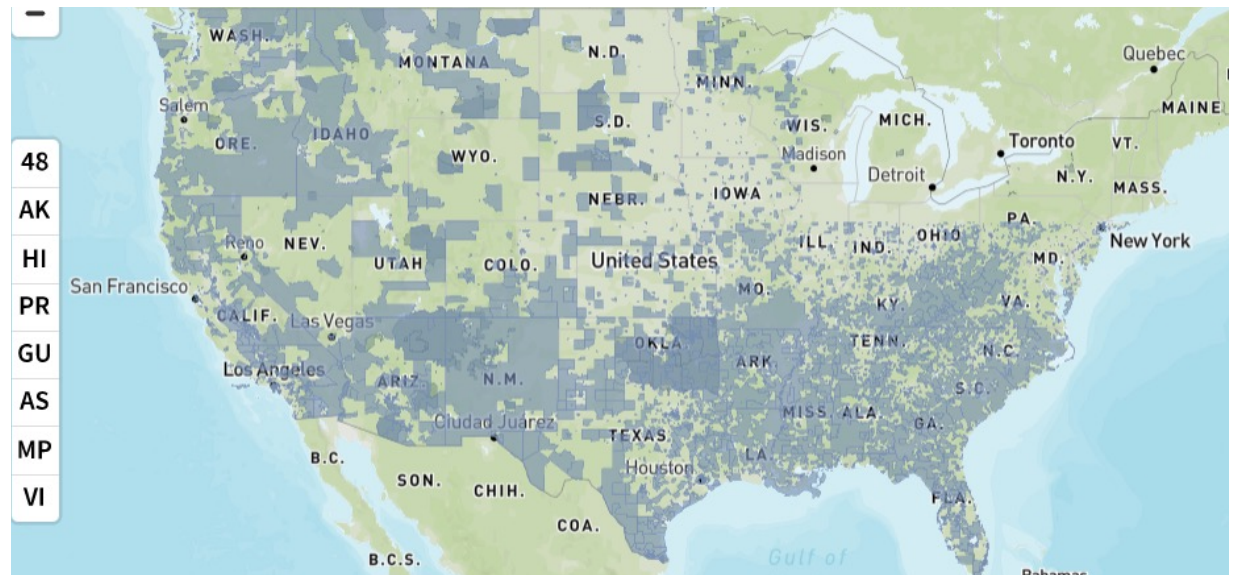 −
WASH.
MONTANA
N.D.
MINN.
Quebec
MAINE
Salem
ORE.
IDAHO
S.D.
WIS.
MICH.
Toronto
VT.
48
WYO.
Madison
Detroit
N.Y.
MASS.
AK
NEBR.
IOWA
PA.
HI
Reno
NEV.
UTAH
COLO.
United States
ILL.
IND.
OHIO
MD.
New York
PR
San Francisco
CALIF.
Las Vegas
MO.
KY.
VA.
GU
Los Angeles
ARIZ.
N.M.
OKLA.
ARK.
TENN.
N.C.
AS
Ciudad Juárez
TEXAS
MISS.
ALA.
GA.
S.C.
MP
B.C.
SON.
CHIH.
Houston
LA.
VI
COA.
FLA.
B.C.S.
Gulf of
Bahamas